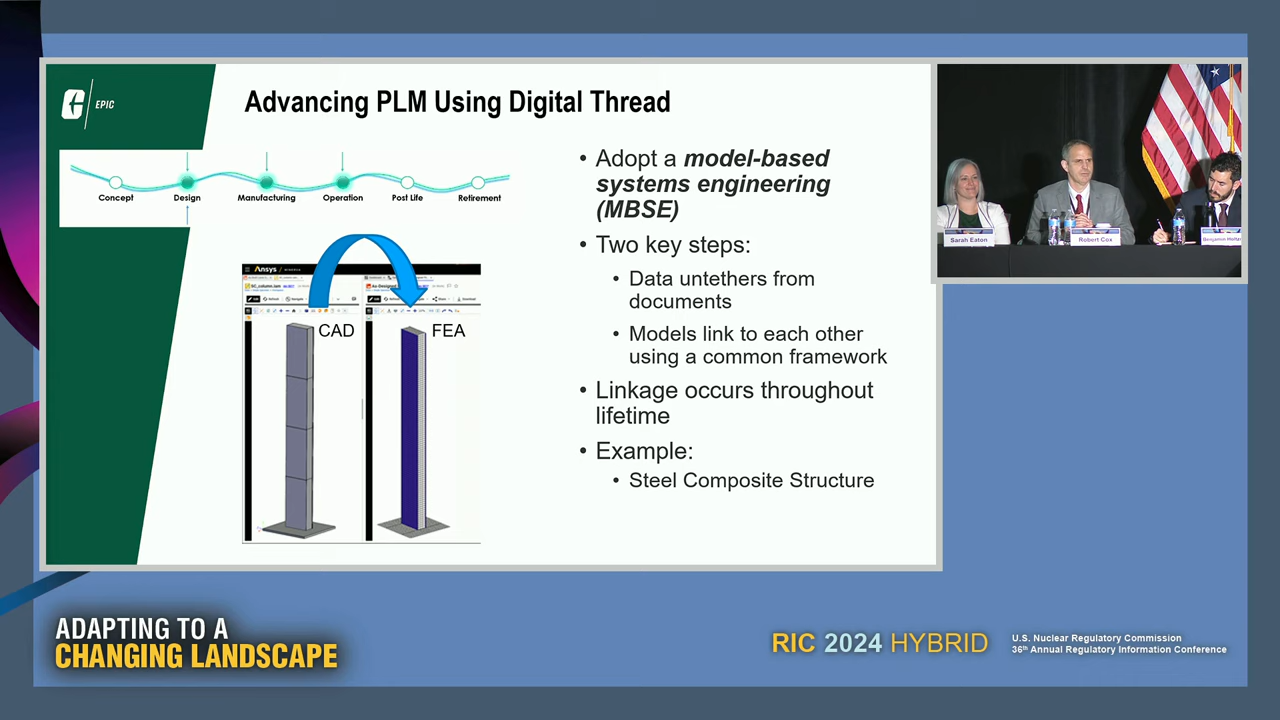 EPIC
Advancing PLM Using Digital Thread
Concept
Design
Manufacturing
Operation
Post Life
Retirement
Ansys
CAD
FEA
• Adopt a model-based
systems engineering
(MBSE)
• Two key steps:
• Data untethers from
documents
• Models link to each other
using a common framework
• Linkage occurs throughout
lifetime
• Example:
• Steel Composite Structure
Sarah Eaton
Robert Cox
ADAPTING TO A
CHANGING LANDSCAPE
RIC 2024 HYBRID
U.S. Nuclear Regulatory Commission
36th Annual Regulatory Information Conference